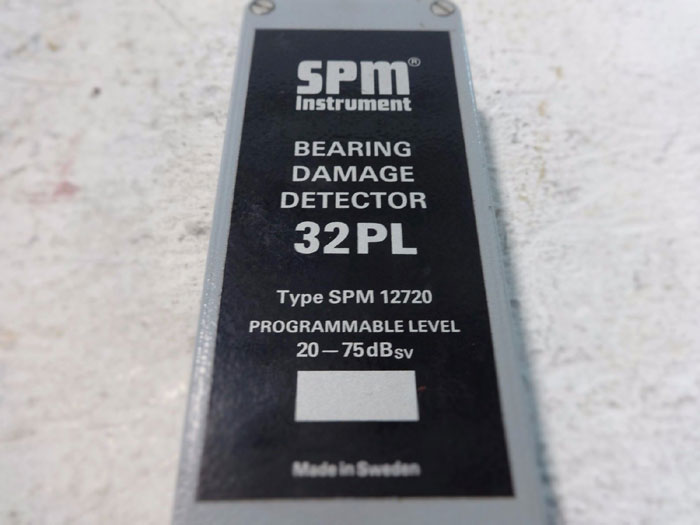 SPM®
Instrument
BEARING
DAMAGE
DETECTOR
32PL
Type SPM 12720
PROGRAMMABLE LEVEL
20—75dBSV
Made in Sweden